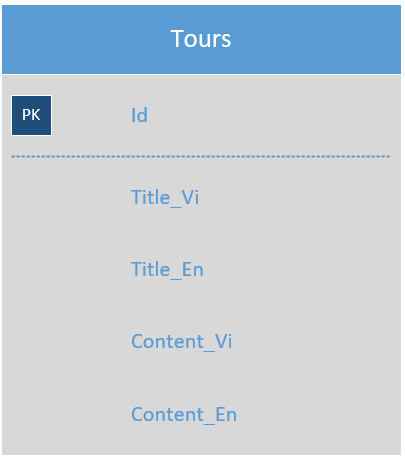 Tours
PK Id
Title_Vi
Title_En
Content_Vi
Content_En